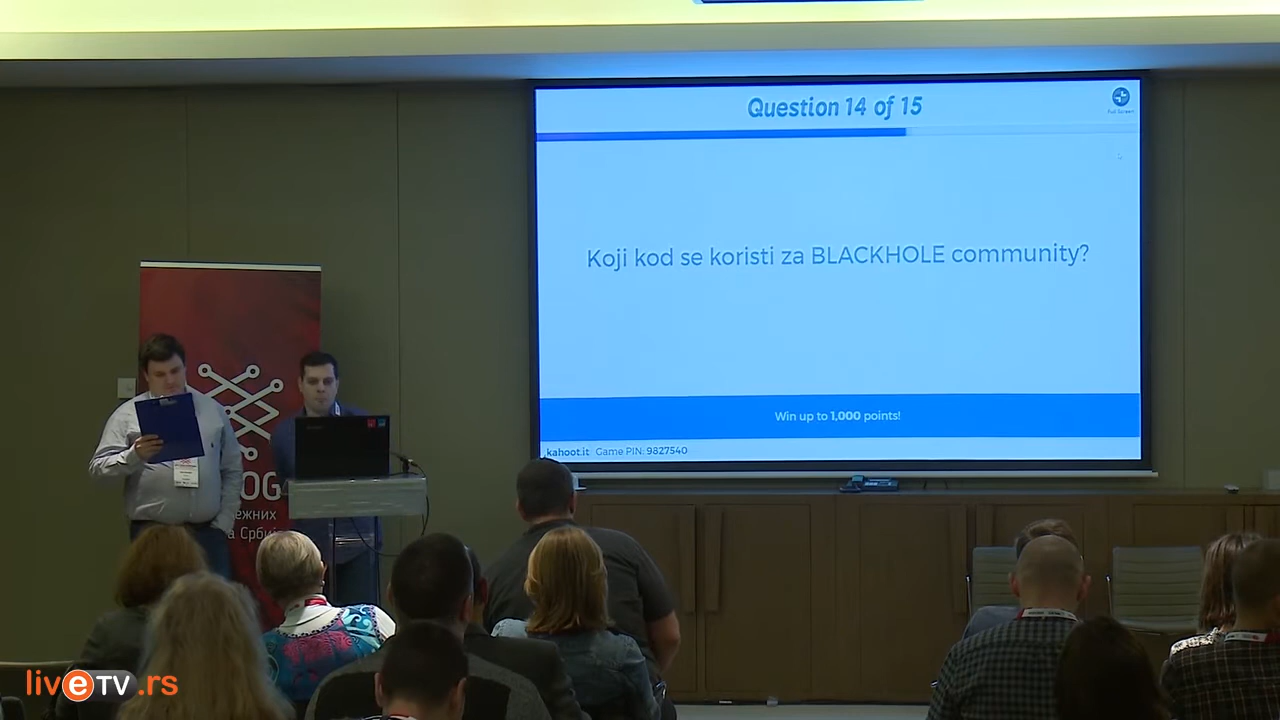 Question 14 of 15
Full Screen
Koji kod se koristi za BLACKHOLE community?
Win up to 1,000 points!
kahoot.it Game PIN: 9827540
OG
ежних
а Србиј
liveTV.rs